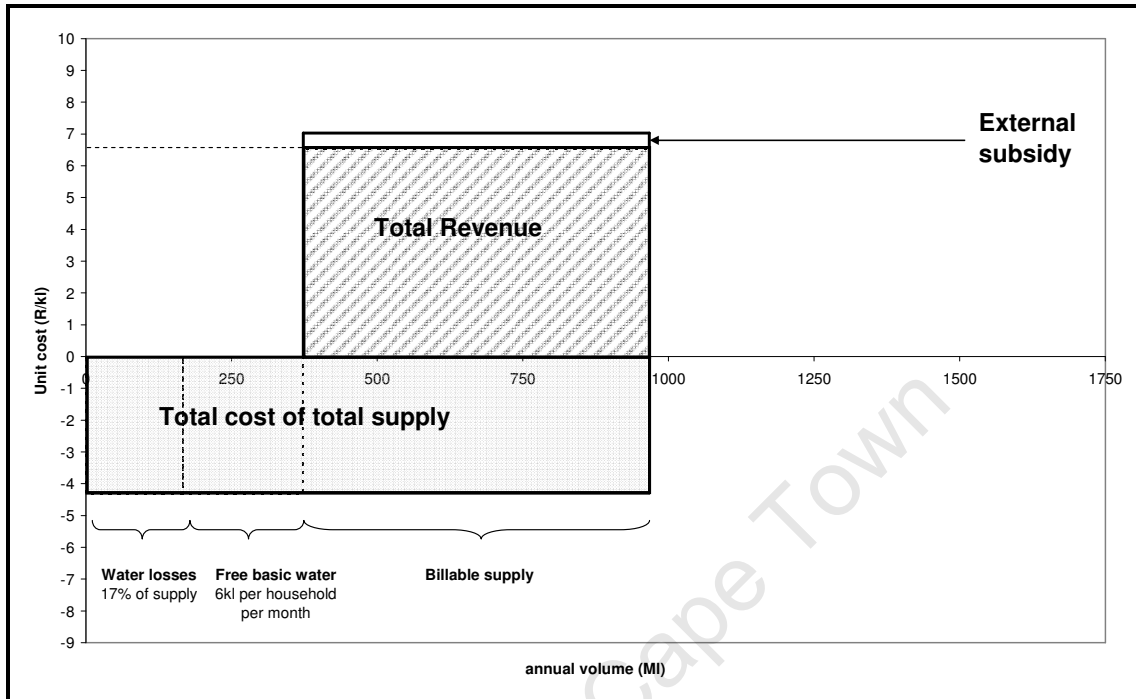 10
9
8
7
6
5
4
3
2
1
0
-1
-2
-3
-4
-5
-6
-7
-8
-9
Unit cost (R/kl)
External
subsidy
Total Revenue
0 250 500 750 1000 1250 1500 1750
Total cost of total supply
Water losses
17% of supply
Free basic water
6kl per household
per month
Billable supply
annual volume (Ml)
Cape Town